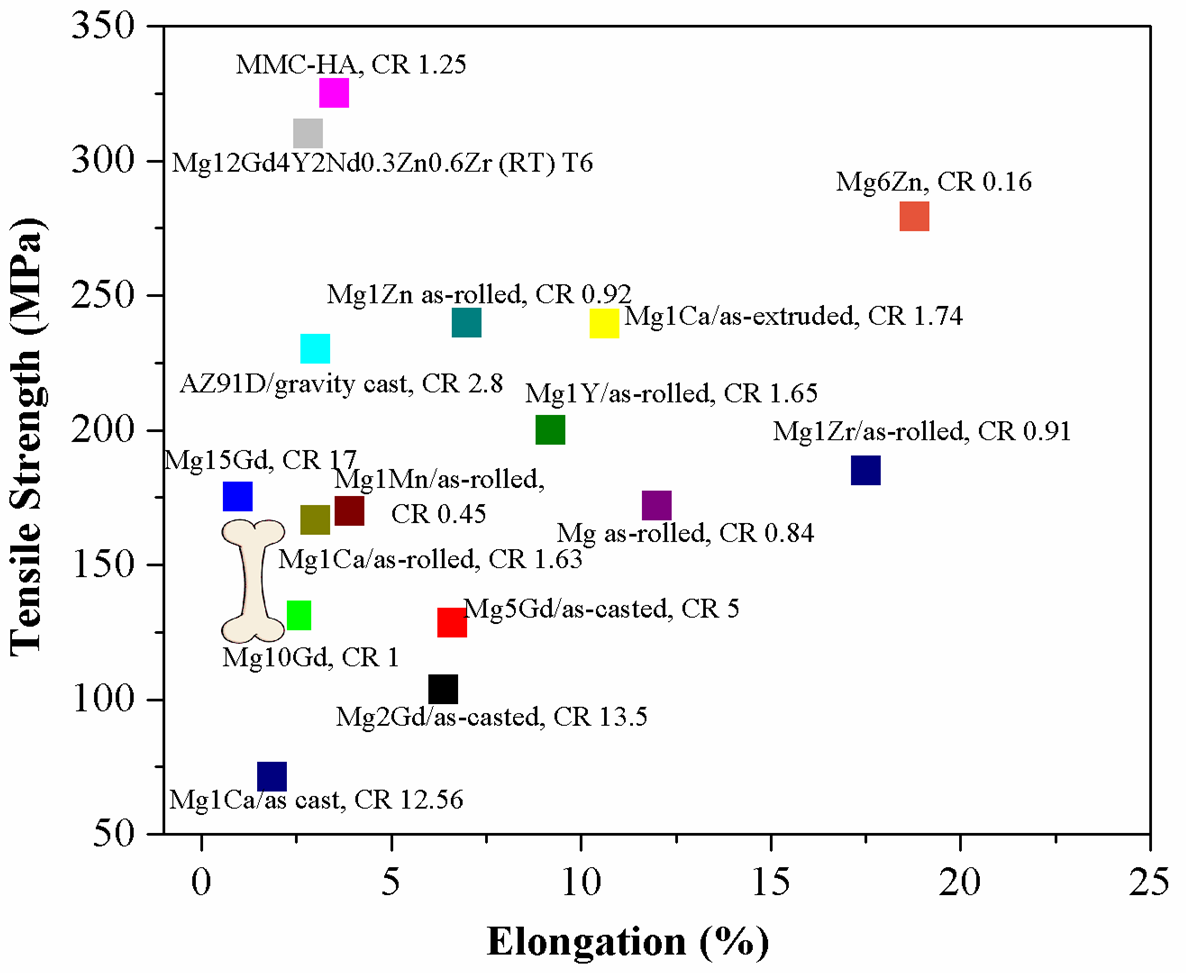 350
MMC-HA, CR 1.25
300
Mg12Gd4Y2Nd0.3Zn0.6Zr (RT) T6
Mg6Zn, CR 0.16
250
Mg1Zn as-rolled, CR 0.92
Mg1Ca/as-extruded, CR 1.74
AZ91D/gravity cast, CR 2.8
Mg1Y/as-rolled, CR 1.65
200
Mg1Zr/as-rolled, CR 0.91
Mg15Gd, CR 17
Mg1Mn/as-rolled,
CR 0.45
Mg as-rolled, CR 0.84
150
Mg1Ca/as-rolled, CR 1.63
Mg5Gd/as-casted, CR 5
Mg10Gd, CR 1
100
Mg2Gd/as-casted, CR 13.5
Mg1Ca/as cast, CR 12.56
50
Tensile Strength (MPa)
0 5 10 15 20 25
Elongation (%)